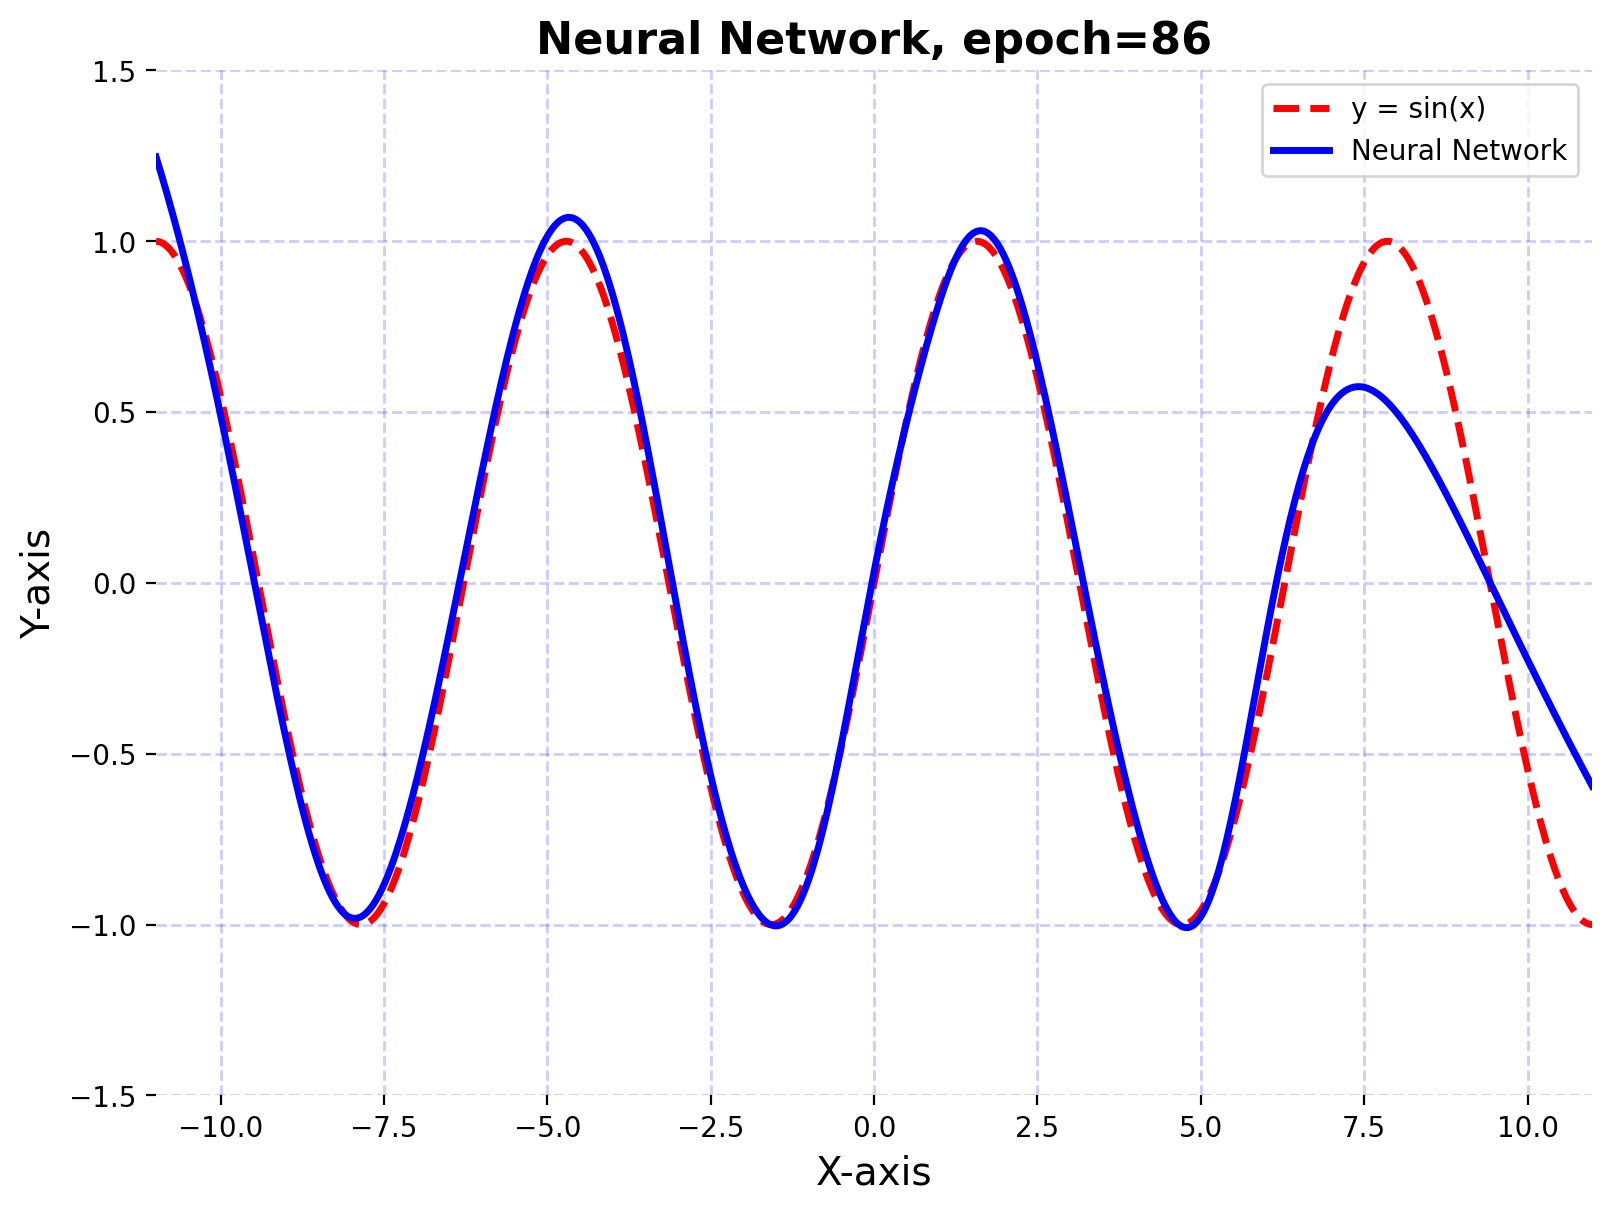 Neural Network, epoch=86
y = sin(x)
Neural Network
1.5
1.0
0.5
0.0
−0.5
−1.0
−1.5
Y-axis
−10.0 −7.5 −5.0 −2.5 0.0 2.5 5.0 7.5 10.0
X-axis